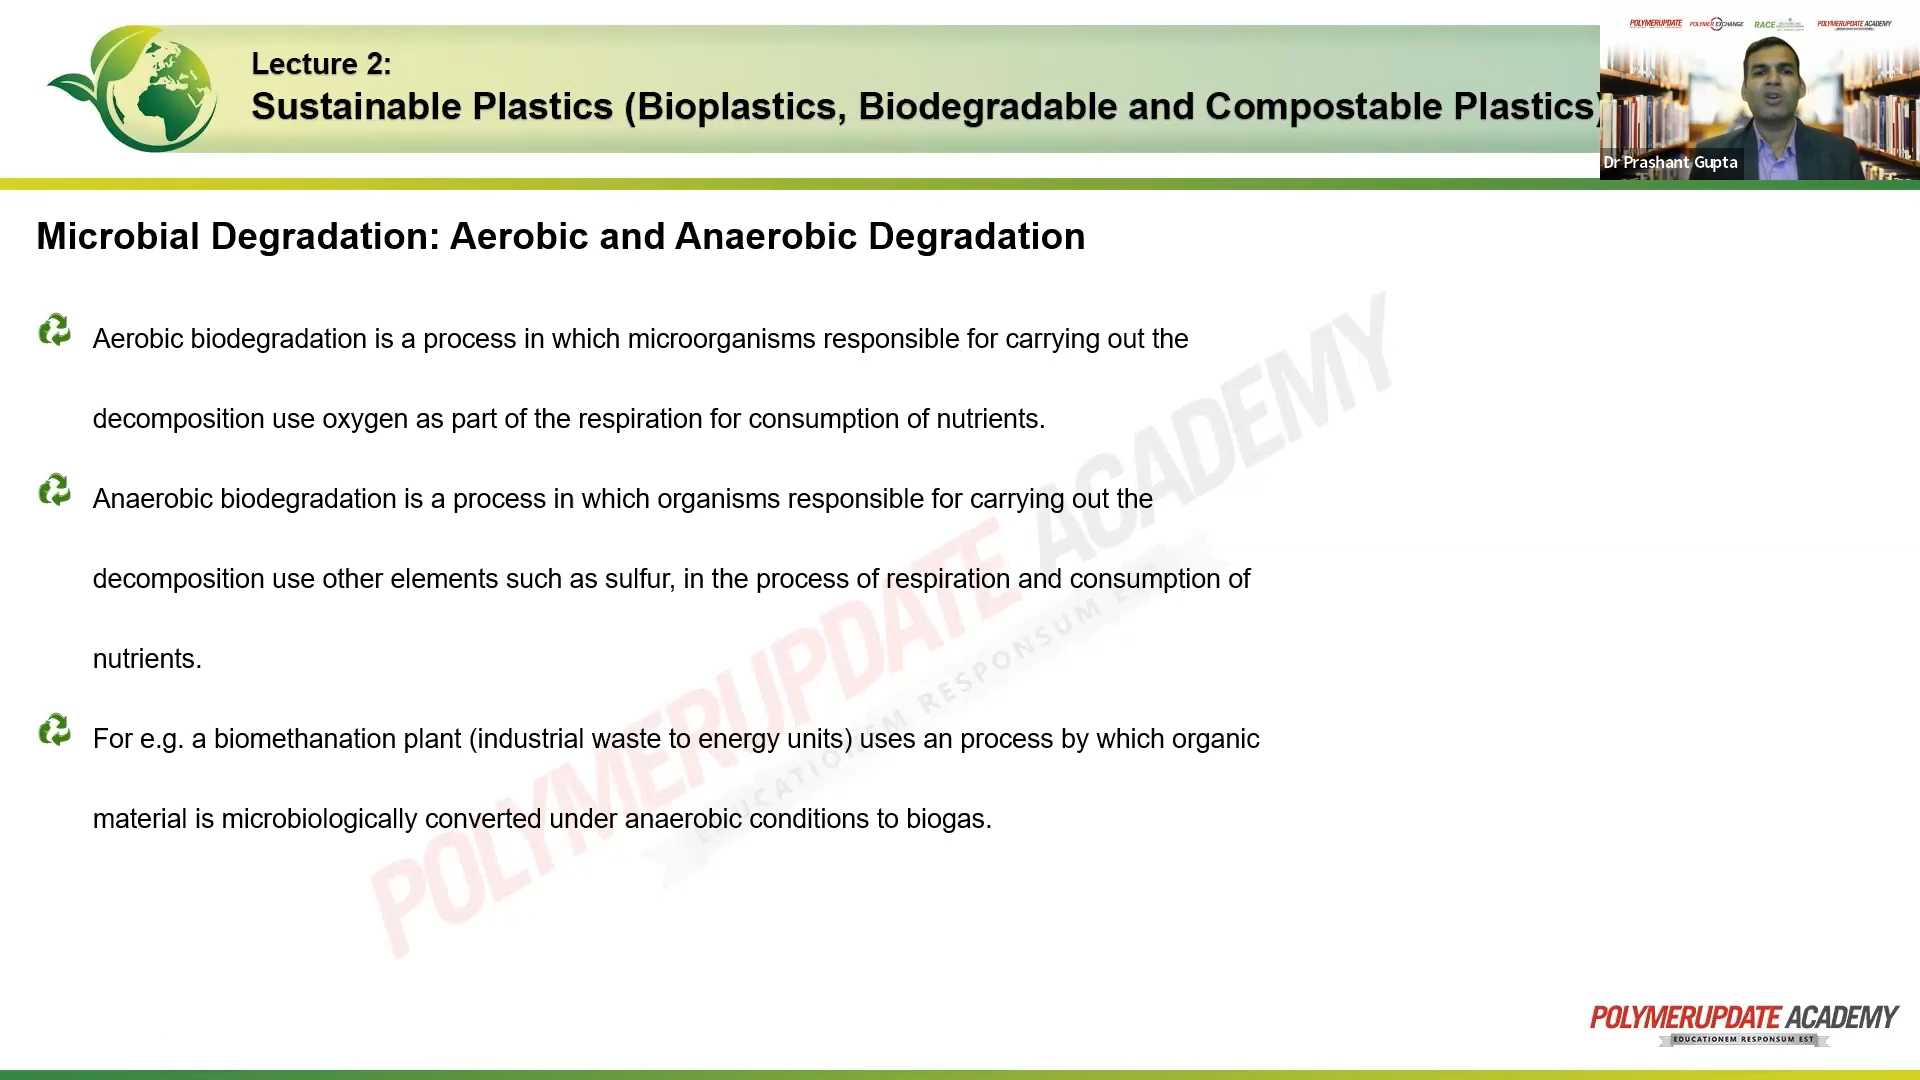 Lecture 2:
Sustainable Plastics (Bioplastics, Biodegradable and Compostable Plastics)
POLYMERUPDATE POLYMER EXCHANGE RACE POLYMERUPDATE ACADEMY
Dr Prashant Gupta
Microbial Degradation: Aerobic and Anaerobic Degradation
Aerobic biodegradation is a process in which microorganisms responsible for carrying out the
decomposition use oxygen as part of the respiration for consumption of nutrients.
Anaerobic biodegradation is a process in which organisms responsible for carrying out the
decomposition use other elements such as sulfur, in the process of respiration and consumption of
nutrients.
For e.g. a biomethanation plant (industrial waste to energy units) uses an process by which organic
material is microbiologically converted under anaerobic conditions to biogas.
POLYMERUPDATE ACADEMY
EDUCATIONEM RESPONSUM EST
POLYMERUPDATE ACADEMY
EDUCATIONEM RESPONSUM EST